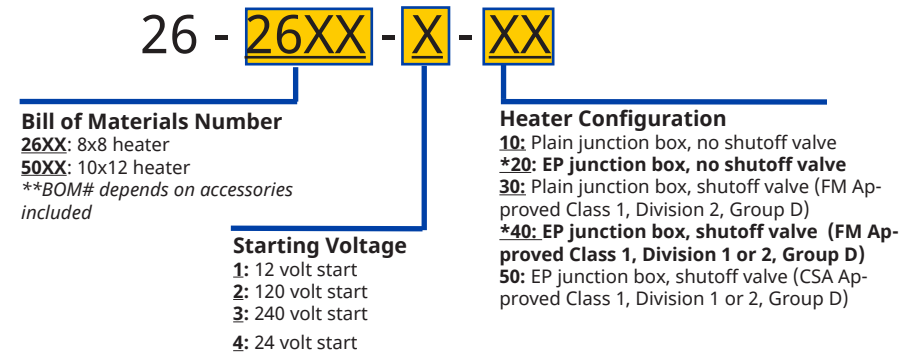 26 - 26XX - X - XX
Bill of Materials Number
26XX: 8x8 heater
50XX: 10x12 heater
**BOM# depends on accessories
included
Starting Voltage
1: 12 volt start
2: 120 volt start
3: 240 volt start
4: 24 volt start
Heater Configuration
10: Plain junction box, no shutoff valve
*20: EP junction box, no shutoff valve
30: Plain junction box, shutoff valve (FM Ap-
proved Class 1, Division 2, Group D)
*40: EP junction box, shutoff valve (FM Ap-
proved Class 1, Division 1 or 2, Group D)
50: EP junction box, shutoff valve (CSA Ap-
proved Class 1, Division 1 or 2, Group D)